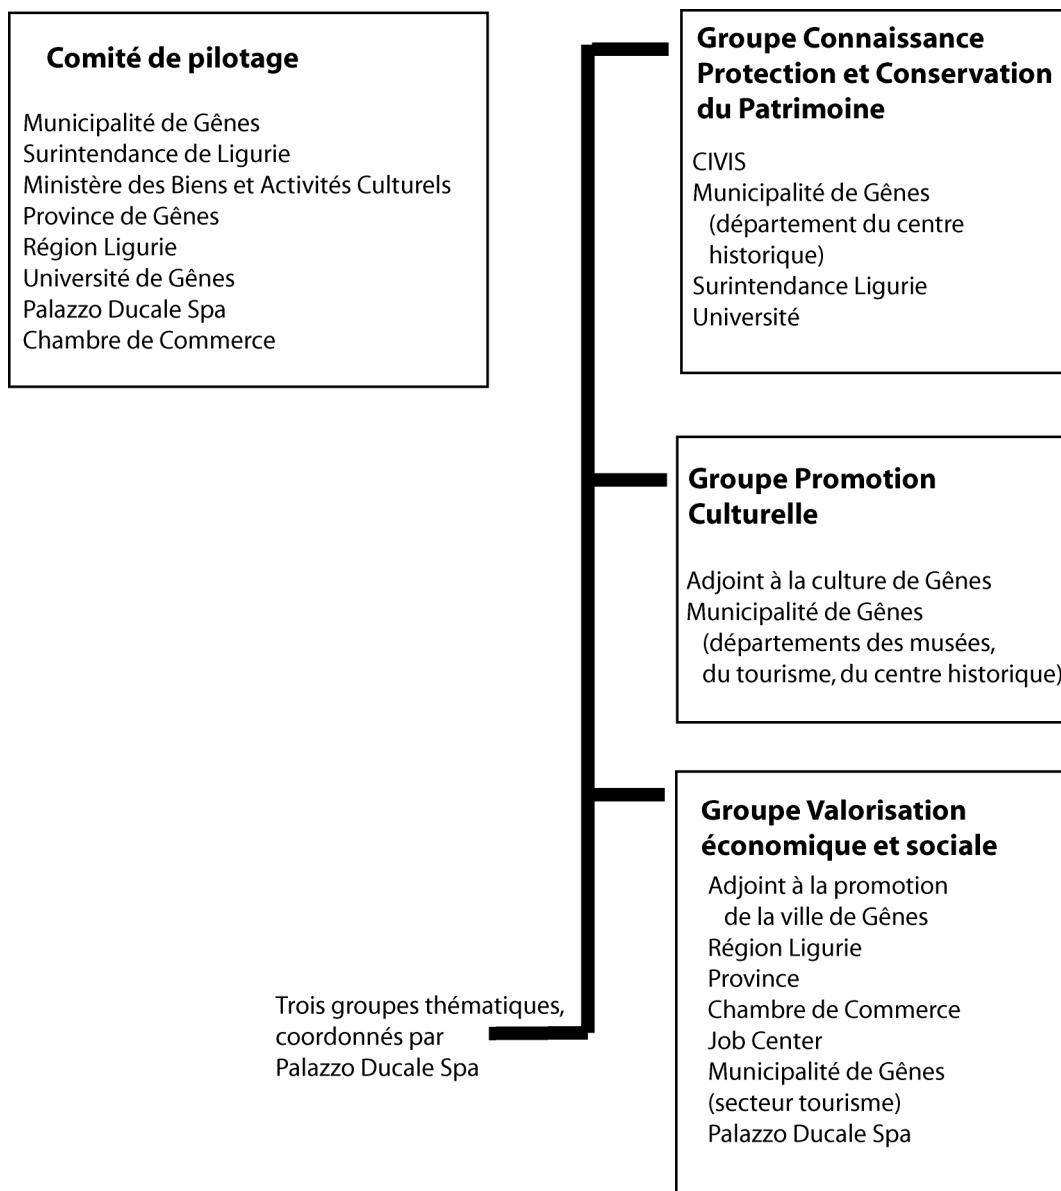 Comité de pilotage
Municipalité de Gênes
Surintendance de Ligurie
Ministère des Biens et Activités Culturels
Province de Gênes
Région Ligurie
Université de Gênes
Palazzo Ducale Spa
Chambre de Commerce
Groupe Connaissance
Protection et Conservation
du Patrimoine
CIVIS
Municipalité de Gênes
(département du centre
historique)
Surintendance Ligurie
Université
Groupe Promotion
Culturelle
Adjoint à la culture de Gênes
Municipalité de Gênes
(départements des musées,
du tourisme, du centre historique)
Groupe Valorisation
économique et sociale
Adjoint à la promotion
de la ville de Gênes
Région Ligurie
Province
Chambre de Commerce
Job Center
Municipalité de Gênes
(secteur tourisme)
Palazzo Ducale Spa
Trois groupes thématiques,
coordonnés par
Palazzo Ducale Spa